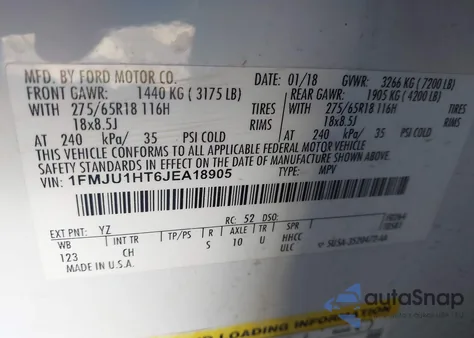 MFD. BY FORD MOTOR CO.
DATE: 01/18 GVWR: 3266 KG (7200 LB)
FRONT GAWR: 1440 KG (3175 LB) REAR GAWR: 1905 KG (4200 LB)
WITH 275/65R18 116H TIRES WITH 275/65R18 116H TIRES
18x8.5J RIMS 18x8.5J RIMS
AT 240 kPa/ 35 PSI COLD AT 240 kPa/ 35 PSI COLD
THIS VEHICLE CONFORMS TO ALL APPLICABLE FEDERAL MOTOR VEHICLE
SAFETY STANDARDS IN EFFECT ON THE DATE OF MANUFACTURE SHOWN ABOVE.
VIN: 1FMJU1HT6JEA18905
TYPE: MPV
EXT PNT: YZ RC: 52 DSO:
WB INT TR TP/PS R AXLE TR SPR
123 CH S 10 U HHCC
MADE IN U.S.A. ULC
autoSnap
LOADING INFORMATION